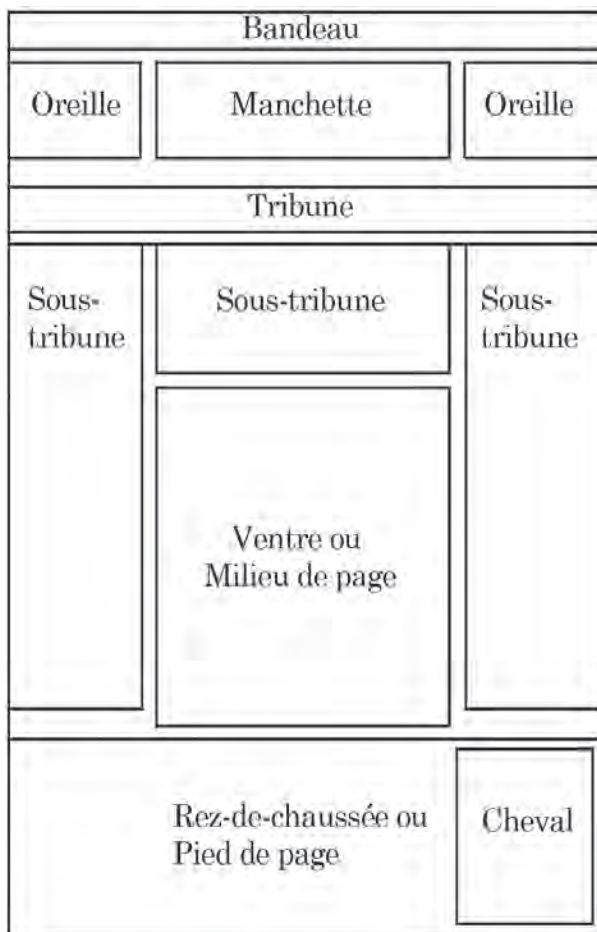 Bandeau
Oreille
Manchette
Oreille
Tribune
Sous-
tribune
Sous-tribune
Sous-
tribune
Ventre ou
Milieu de page
Rez-de-chaussée ou
Pied de page
Cheval